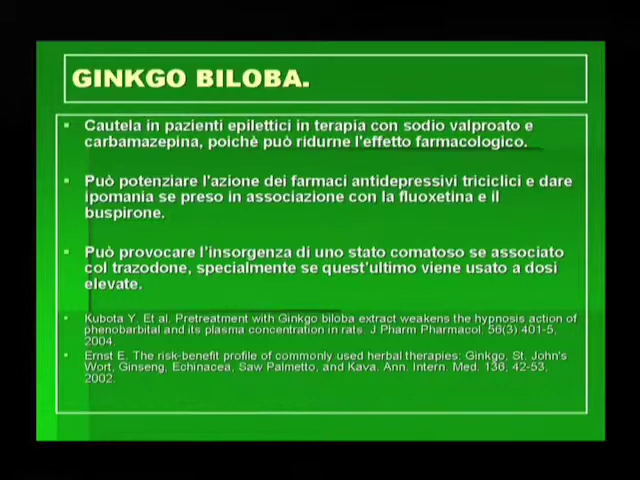 GINKGO BILOBA.
Cautela in pazienti epilettici in terapia con sodio valproato e
carbamazepina, poichè può ridurne l'effetto farmacologico.
Può potenziare l'azione dei farmaci antidepressivi triciclici e dare
ipomania se preso in associazione con la fluoxetina e il
buspirone.
Può provocare l'insorgenza di uno stato comatoso se associato
col trazodone, specialmente se quest'ultimo viene usato a dosi
elevate.
Kubota Y. Et al. Pretreatment with Ginkgo biloba extract weakens the hypnosis action of
phenobarbital and its plasma concentration in rats. J Pharm Pharmacol. 56(3) 401-5,
2004.
Ernst E. The risk-benefit profile of commonly used herbal therapies: Ginkgo, St. John's
Wort, Ginseng, Echinacea, Saw Palmetto, and Kava. Ann. Intern. Med. 136, 42-53,
2002.